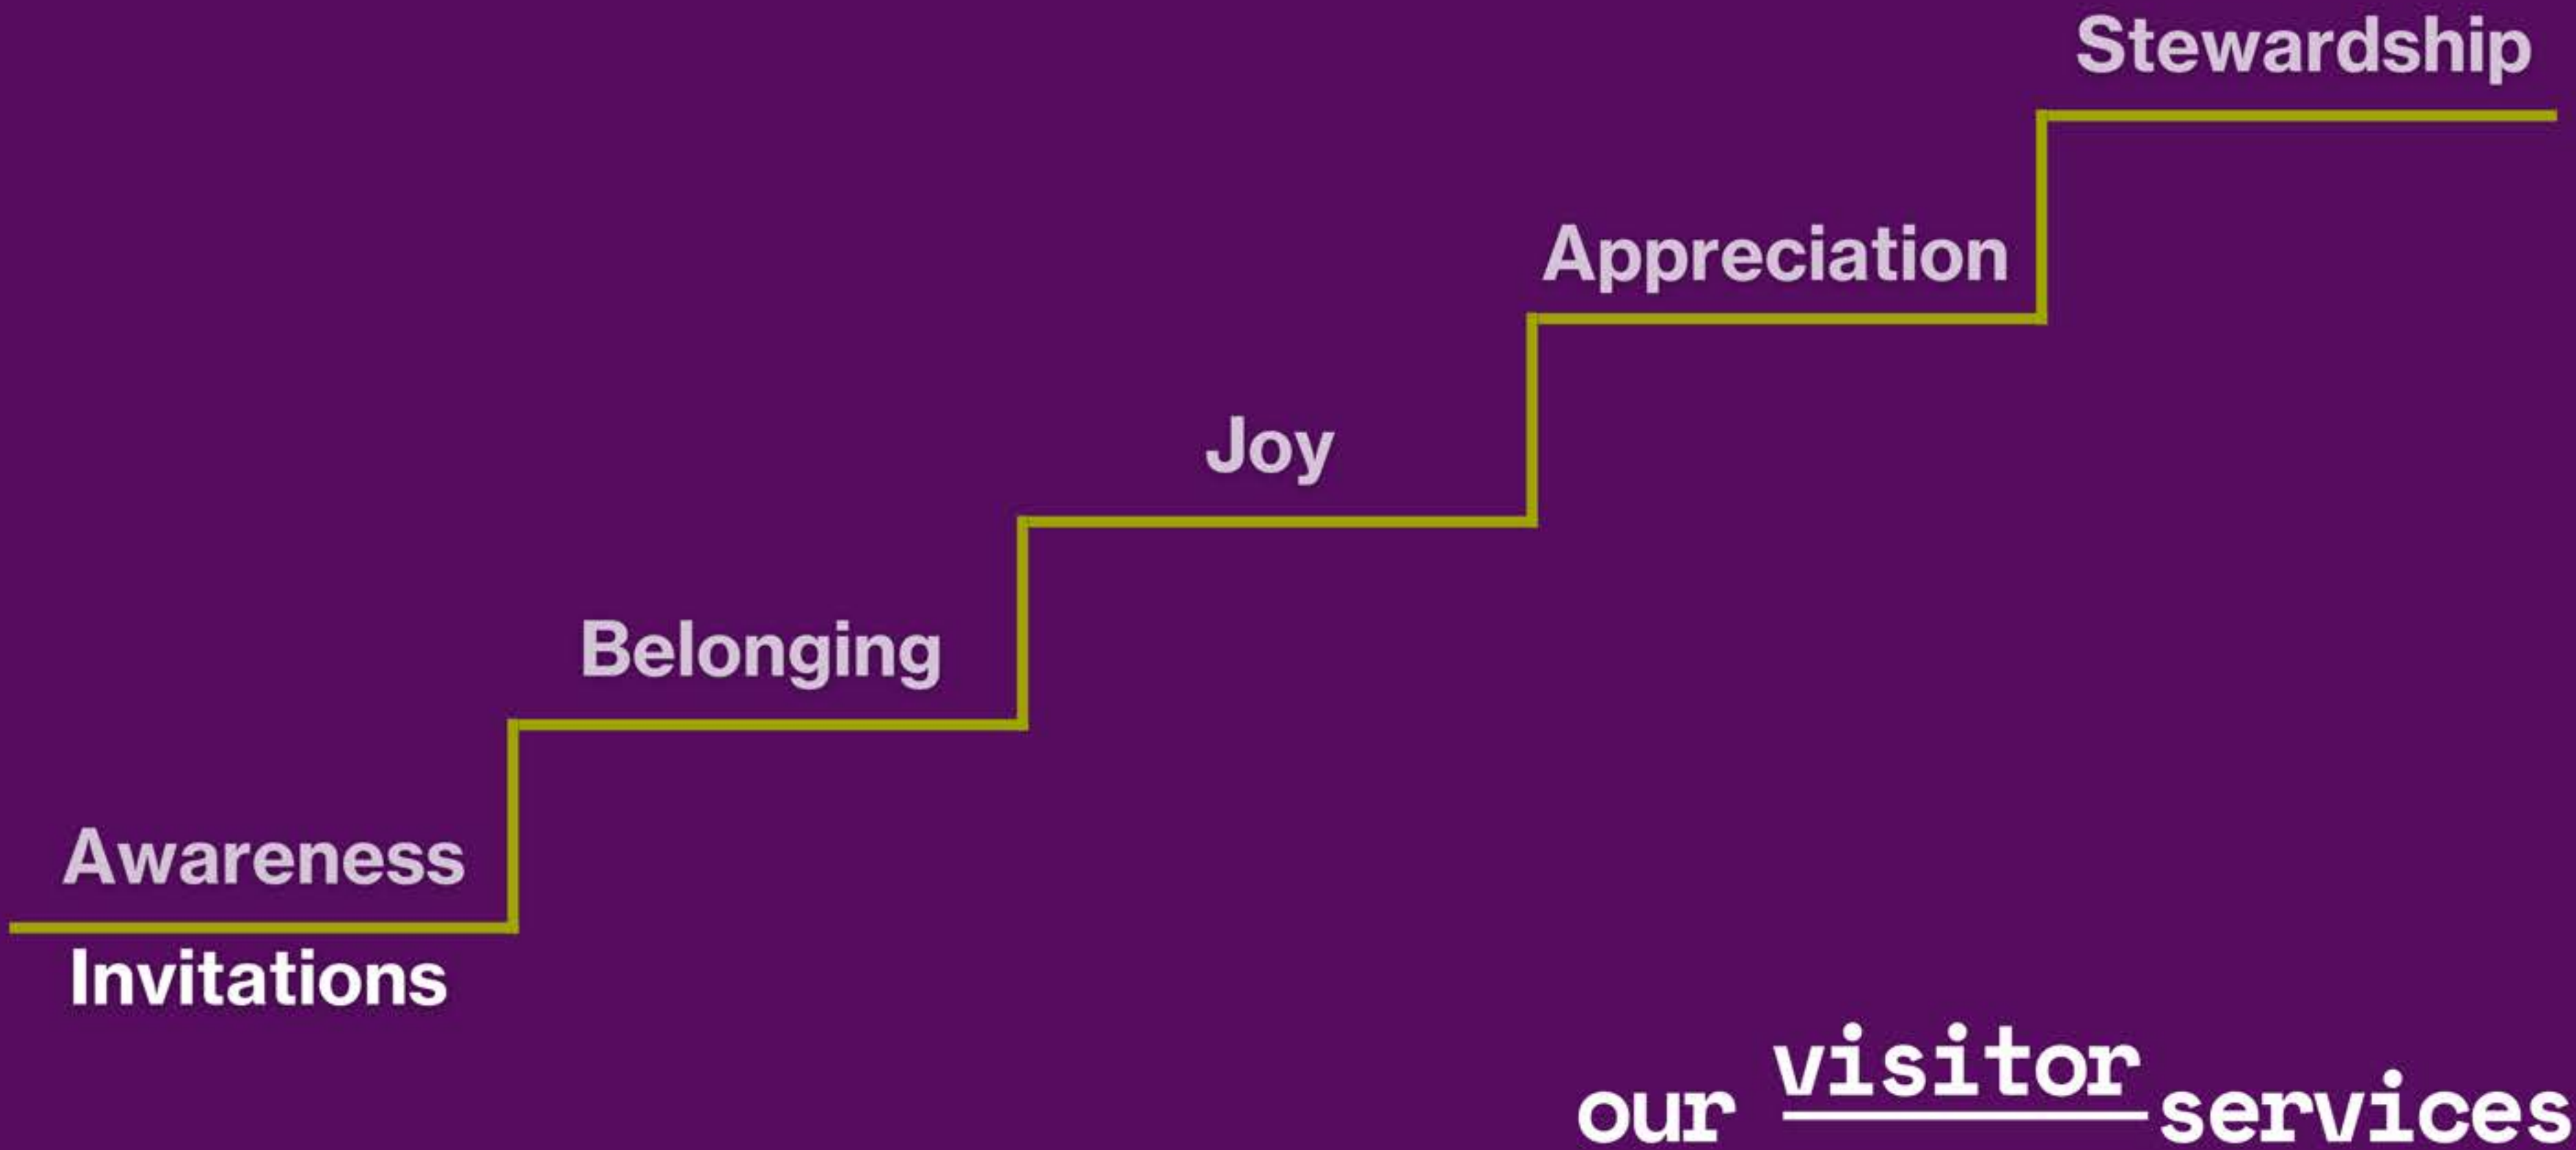 Stewardship
Appreciation
Joy
Belonging
Awareness
Invitations
our visitor services